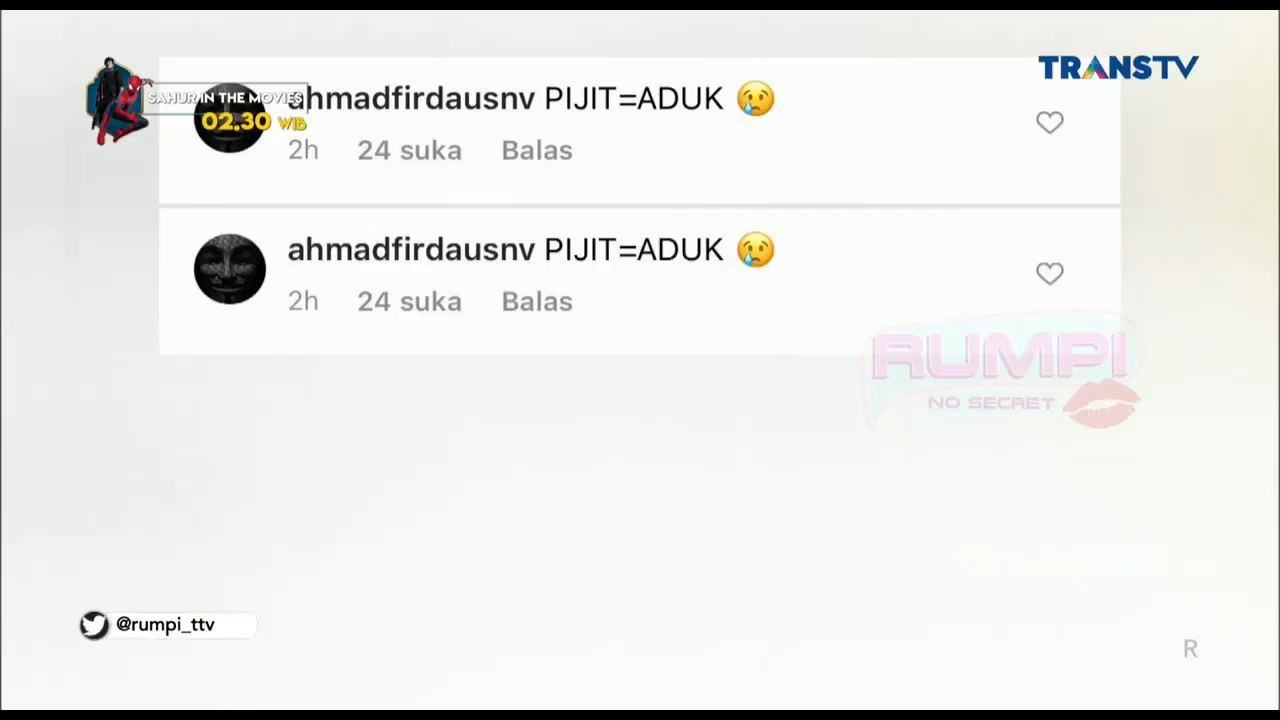 TRANSTV
SAHUR IN THE MOVIES
02.30 WIB
ahmadfirdausnv PIJIT=ADUK 😢
2h 24 suka Balas
ahmadfirdausnv PIJIT=ADUK 😢
2h 24 suka Balas
RUMPI
NO SECRET
@rumpi_ttv
R